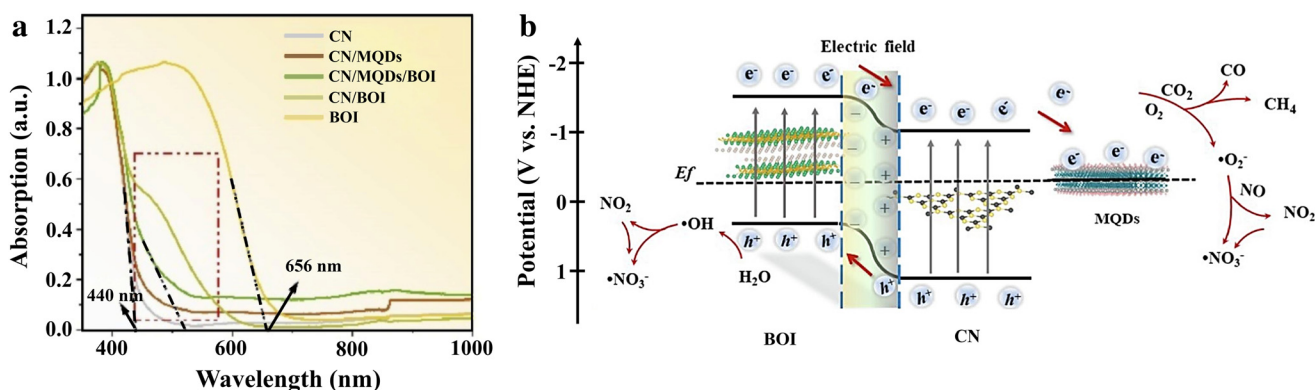 a
Absorption (a.u.)
1.2
1.0
0.8
0.6
0.4
0.2
0.0
CN
CN/MQDs
CN/MQDs/BOI
CN/BOI
BOI
440 nm
656 nm
400
600
800
1000
Wavelength (nm)
b
Potential (V vs. NHE)
-2
-1
0
1
Electric field
e⁻ e⁻ e⁻
e⁻
e⁻ e⁻ e⁻
e⁻
e⁻ e⁻ e⁻
− + − + − + − + − +
Ef
h⁺ h⁺ h⁺
h⁺
h⁺ h⁺ h⁺
NO₂
•OH
•NO₃⁻
H₂O
BOI
CN
MQDs
CO
CO₂
O₂
CH₄
•O₂⁻
NO
NO₂
•NO₃⁻